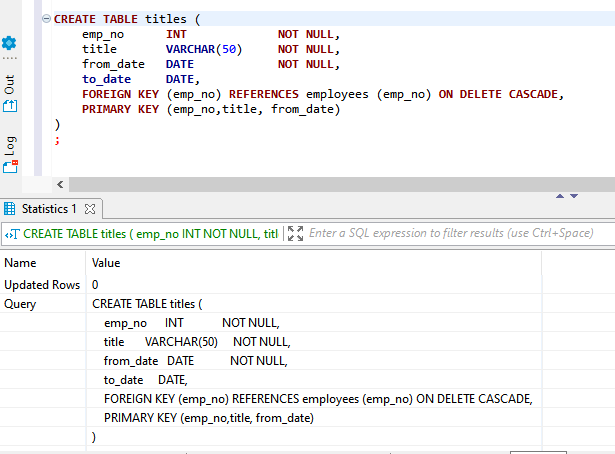 CREATE TABLE titles (
emp_no INT NOT NULL,
title VARCHAR(50) NOT NULL,
from_date DATE NOT NULL,
to_date DATE,
FOREIGN KEY (emp_no) REFERENCES employees (emp_no) ON DELETE CASCADE,
PRIMARY KEY (emp_no,title, from_date)
)
;
Out
Log
Statistics 1
CREATE TABLE titles ( emp_no INT NOT NULL, titl
Enter a SQL expression to filter results (use Ctrl+Space)
Name Value
Updated Rows 0
Query CREATE TABLE titles (
emp_no INT NOT NULL,
title VARCHAR(50) NOT NULL,
from_date DATE NOT NULL,
to_date DATE,
FOREIGN KEY (emp_no) REFERENCES employees (emp_no) ON DELETE CASCADE,
PRIMARY KEY (emp_no,title, from_date)
)